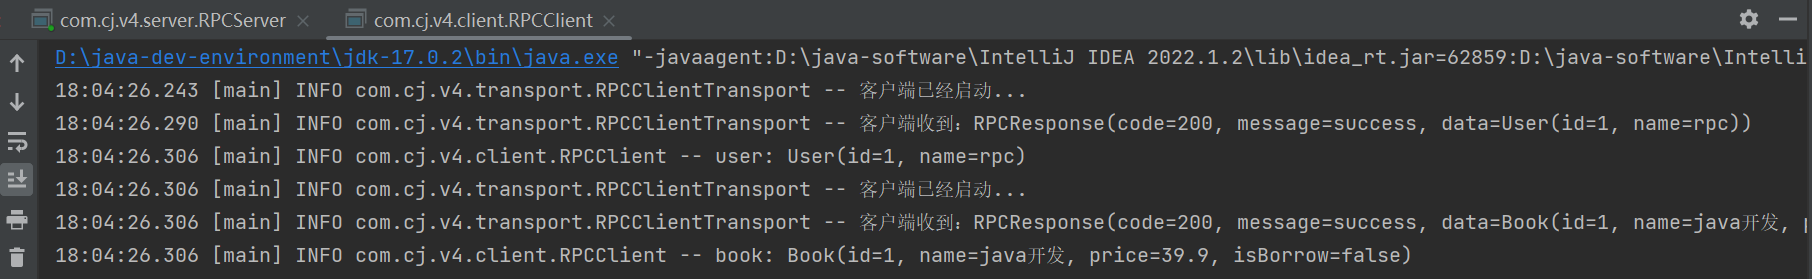 com.cj.v4.server.RPCServer com.cj.v4.client.RPCClient
D:\java-dev-environment\jdk-17.0.2\bin\java.exe "-javaagent:D:\java-software\IntelliJ IDEA 2022.1.2\lib\idea_rt.jar=62859:D:\java-software\Intelli
18:04:26.243 [main] INFO com.cj.v4.transport.RPCClientTransport -- 客户端已经启动...
18:04:26.290 [main] INFO com.cj.v4.transport.RPCClientTransport -- 客户端收到：RPCResponse(code=200, message=success, data=User(id=1, name=rpc))
18:04:26.306 [main] INFO com.cj.v4.client.RPCClient -- user: User(id=1, name=rpc)
18:04:26.306 [main] INFO com.cj.v4.transport.RPCClientTransport -- 客户端已经启动...
18:04:26.306 [main] INFO com.cj.v4.transport.RPCClientTransport -- 客户端收到：RPCResponse(code=200, message=success, data=Book(id=1, name=java开发,
18:04:26.306 [main] INFO com.cj.v4.client.RPCClient -- book: Book(id=1, name=java开发, price=39.9, isBorrow=false)